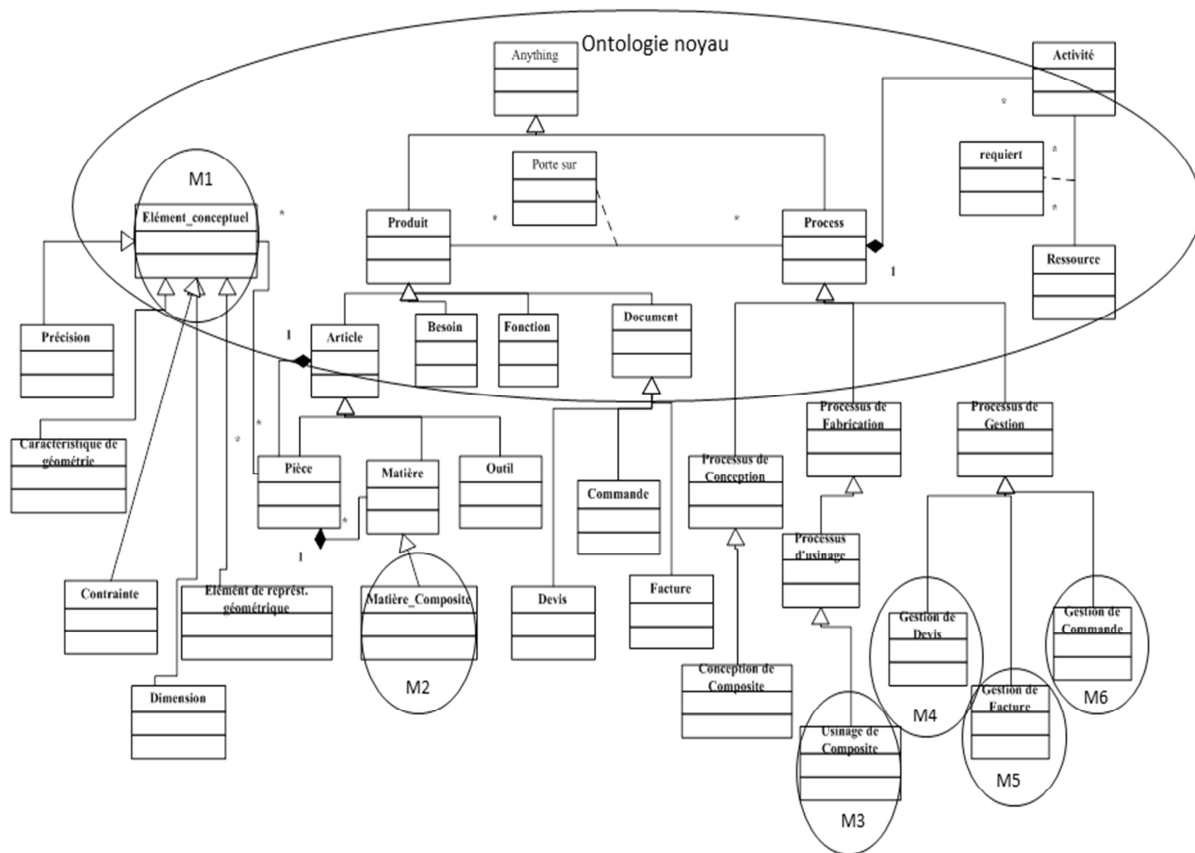 Ontologie noyau
Anything
Activité
*
Porte sur
requiert
*
*
M1
Elément_conceptuel
*
Produit
*
*
Process
1
Ressource
Précision
1
Article
Besoin
Fonction
Document
Caractéristique de
géométrie
*
*
Pièce
Matière
Outil
*
1
Commande
Processus de
Conception
Processus de
Fabrication
Processus de
Gestion
Processus
d'usinage
Contrainte
Elément de représt.
géométrique
Matière_Composite
M2
Devis
Facture
Gestion de
Devis
M4
Gestion de
Commande
M6
Dimension
Conception de
Composite
Gestion de
Facture
M5
Usinage de
Composite
M3